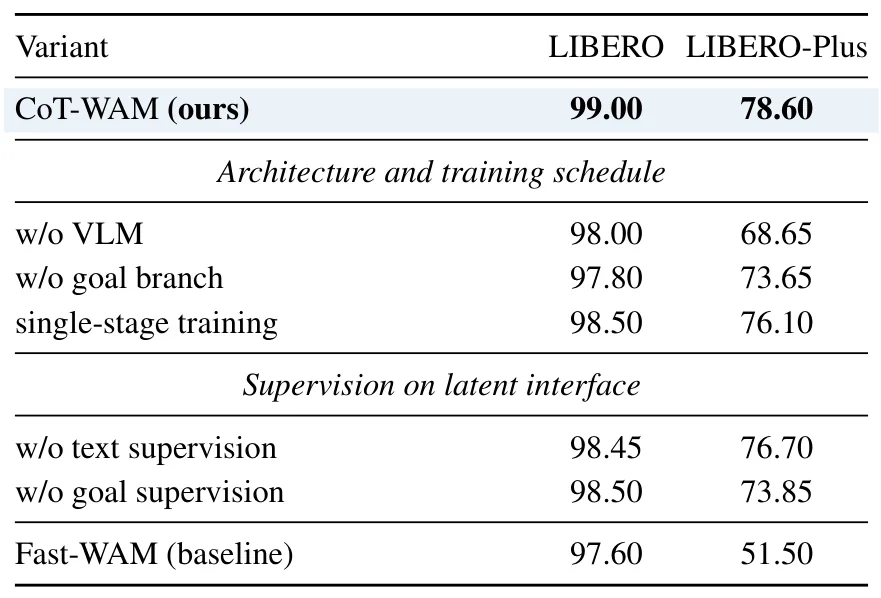 Variant LIBERO LIBERO-Plus
CoT-WAM (ours) 99.00 78.60
Architecture and training schedule
w/o VLM 98.00 68.65
w/o goal branch 97.80 73.65
single-stage training 98.50 76.10
Supervision on latent interface
w/o text supervision 98.45 76.70
w/o goal supervision 98.50 73.85
Fast-WAM (baseline) 97.60 51.50